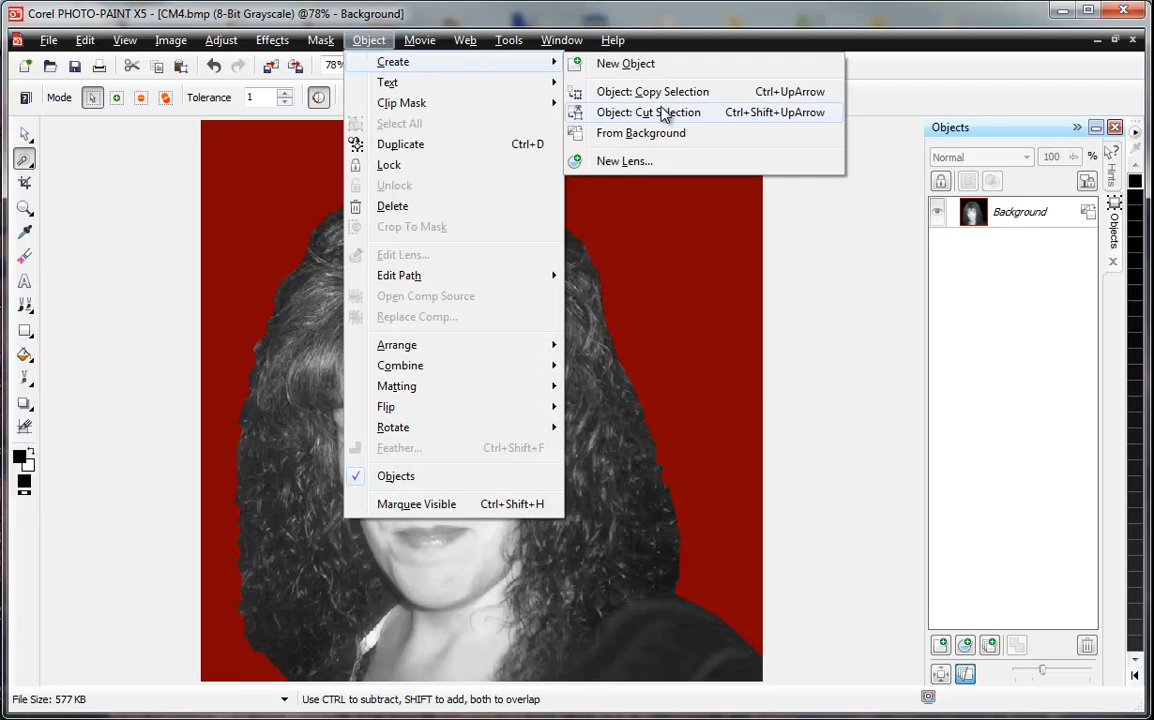 Corel PHOTO-PAINT X5 - [CM4.bmp (8-Bit Grayscale) @78% - Background]
File Edit View Image Adjust Effects Mask Object Movie Web Tools Window Help
78%
Mode Tolerance 1
Create
Text
Clip Mask
Select All
Duplicate Ctrl+D
Lock
Unlock
Delete
Crop To Mask
Edit Lens...
Edit Path
Open Comp Source
Replace Comp...
Arrange
Combine
Matting
Flip
Rotate
Feather... Ctrl+Shift+F
Objects
Marquee Visible Ctrl+Shift+H
New Object
Object: Copy Selection Ctrl+UpArrow
Object: Cut Selection Ctrl+Shift+UpArrow
From Background
New Lens...
Objects
Normal 100 %
Background
Hints
Objects
File Size: 577 KB Use CTRL to subtract, SHIFT to add, both to overlap